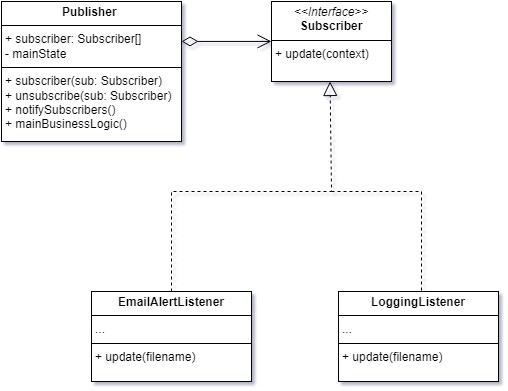 Publisher
+ subscriber: Subscriber[]
- mainState
+ subscriber(sub: Subscriber)
+ unsubscribe(sub: Subscriber)
+ notifySubscribers()
+ mainBusinessLogic()
<<Interface>>
Subscriber
+ update(context)
EmailAlertListener
...
+ update(filename)
LoggingListener
...
+ update(filename)